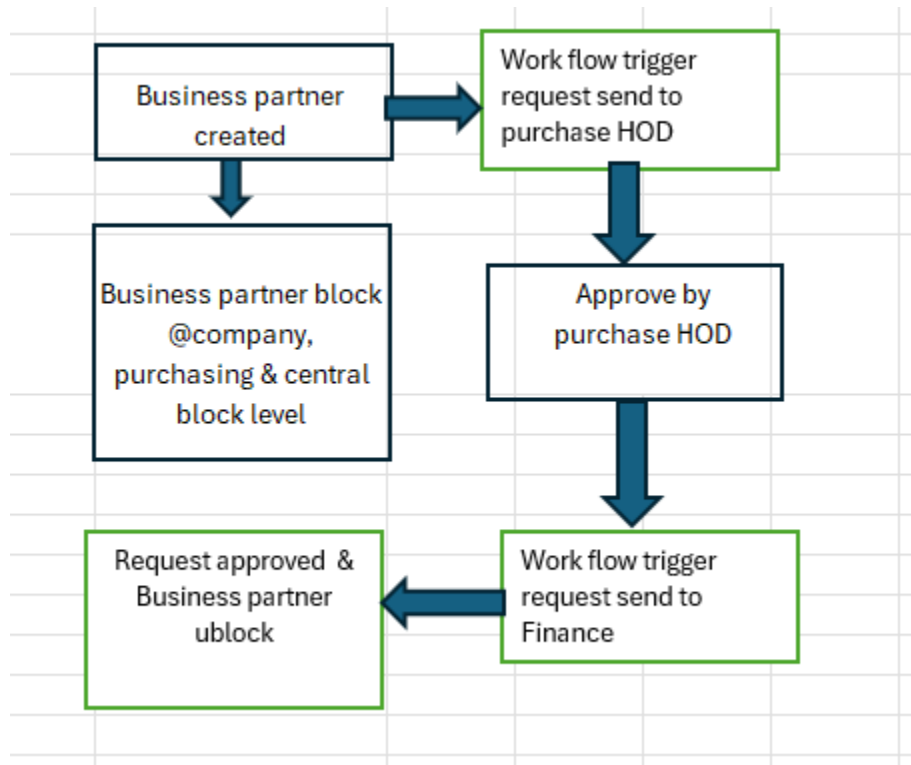 Business partner
created
Work flow trigger
request send to
purchase HOD
Business partner block
@company,
purchasing & central
block level
Approve by
purchase HOD
Work flow trigger
request send to
Finance
Request approved &
Business partner
ublock